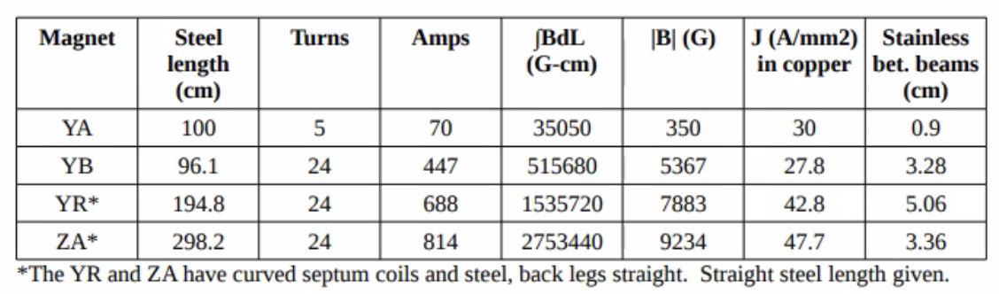 Magnet Steel length (cm) Turns Amps ∫BdL (G-cm) |B| (G) J (A/mm2) in copper Stainless bet. beams (cm)
YA 100 5 70 35050 350 30 0.9
YB 96.1 24 447 515680 5367 27.8 3.28
YR* 194.8 24 688 1535720 7883 42.8 5.06
ZA* 298.2 24 814 2753440 9234 47.7 3.36
*The YR and ZA have curved septum coils and steel, back legs straight.  Straight steel length given.